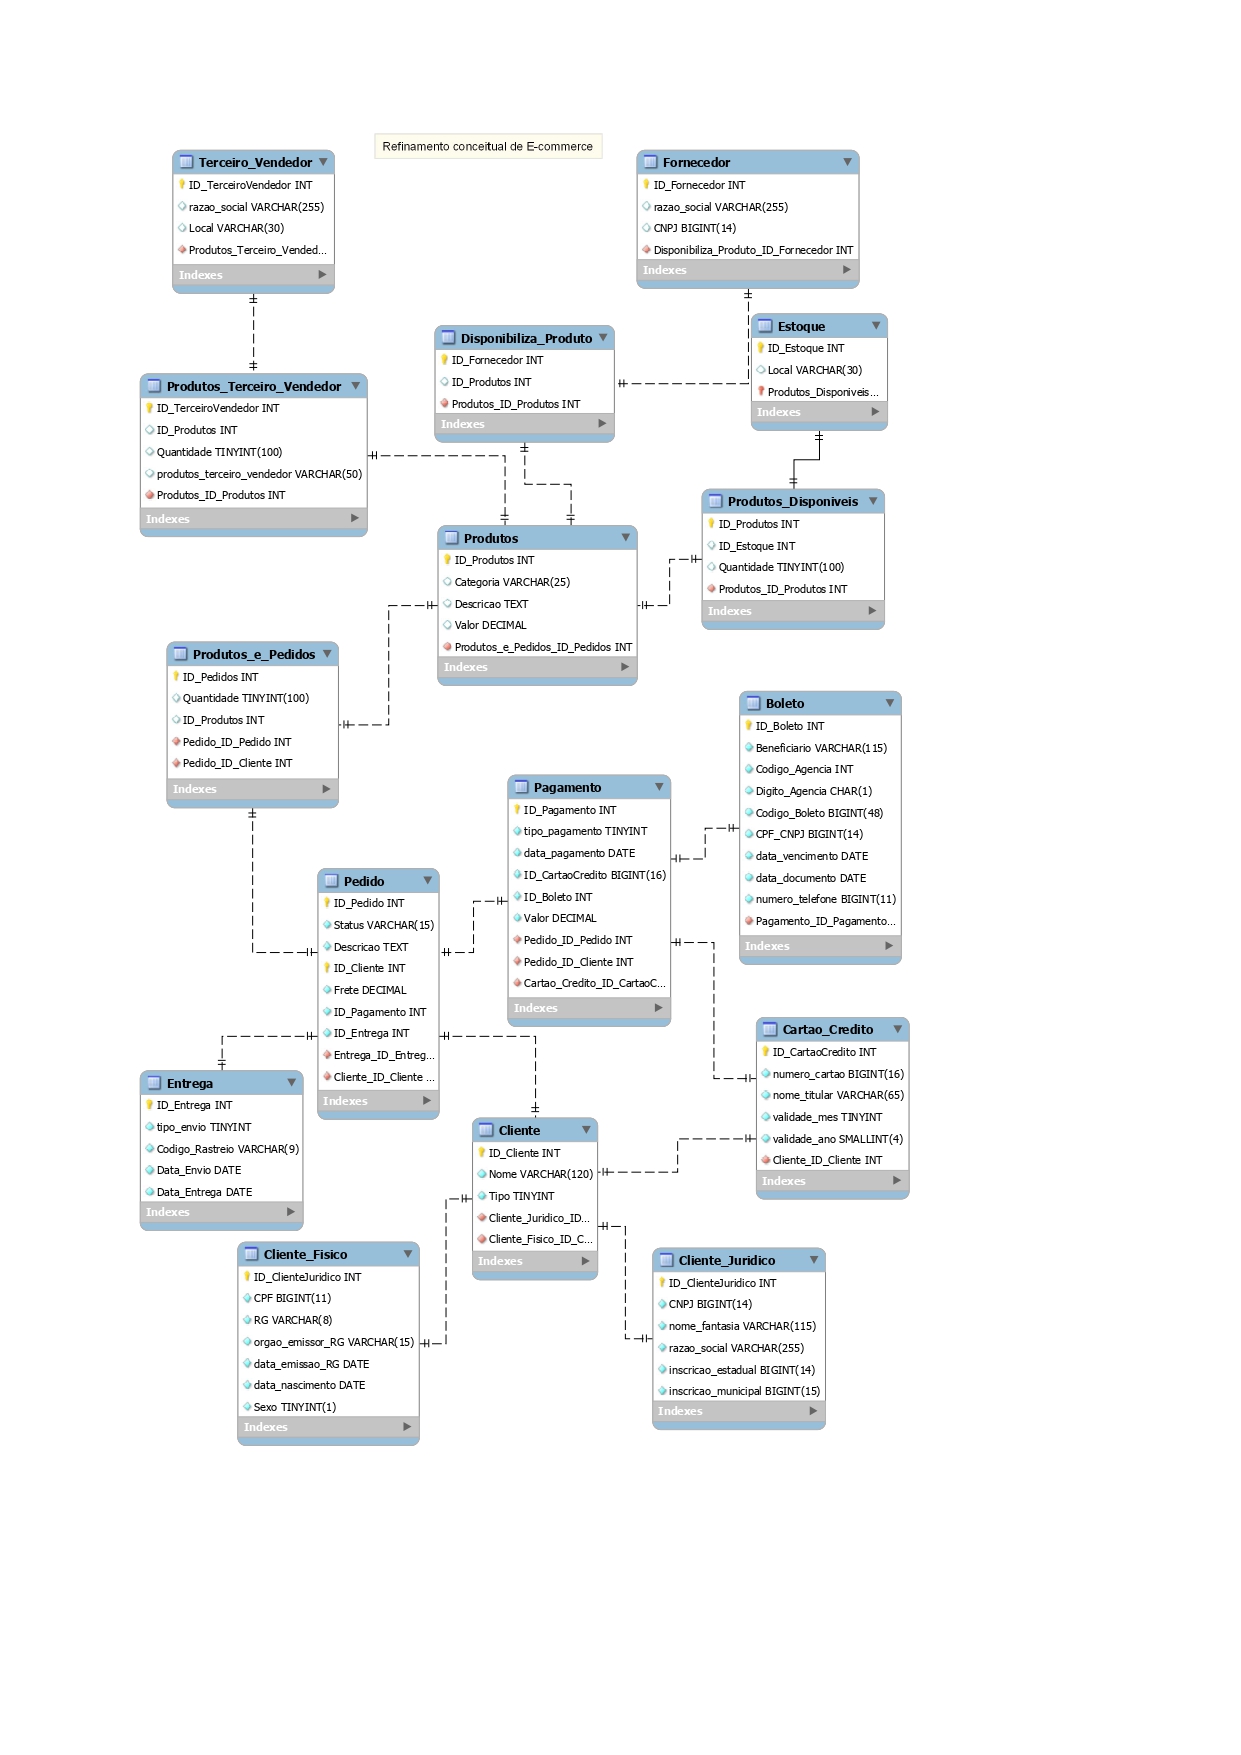 Refinamento conceitual de E-commerce
Terceiro_Vendedor
ID_TerceiroVendedor INT
razao_social VARCHAR(255)
Local VARCHAR(30)
Produtos_Terceiro_Vended...
Indexes
Fornecedor
ID_Fornecedor INT
razao_social VARCHAR(255)
CNPJ BIGINT(14)
Disponibiliza_Produto_ID_Fornecedor INT
Indexes
Disponibiliza_Produto
ID_Fornecedor INT
ID_Produtos INT
Produtos_ID_Produtos INT
Indexes
Estoque
ID_Estoque INT
Local VARCHAR(30)
Produtos_Disponiveis...
Indexes
Produtos_Terceiro_Vendedor
ID_TerceiroVendedor INT
ID_Produtos INT
Quantidade TINYINT(100)
produtos_terceiro_vendedor VARCHAR(50)
Produtos_ID_Produtos INT
Indexes
Produtos_Disponiveis
ID_Produtos INT
ID_Estoque INT
Quantidade TINYINT(100)
Produtos_ID_Produtos INT
Indexes
Produtos
ID_Produtos INT
Categoria VARCHAR(25)
Descricao TEXT
Valor DECIMAL
Produtos_e_Pedidos_ID_Pedidos INT
Indexes
Produtos_e_Pedidos
ID_Pedidos INT
Quantidade TINYINT(100)
ID_Produtos INT
Pedido_ID_Pedido INT
Pedido_ID_Cliente INT
Indexes
Boleto
ID_Boleto INT
Beneficiario VARCHAR(115)
Codigo_Agencia INT
Digito_Agencia CHAR(1)
Codigo_Boleto BIGINT(48)
CPF_CNPJ BIGINT(14)
data_vencimento DATE
data_documento DATE
numero_telefone BIGINT(11)
Pagamento_ID_Pagamento...
Indexes
Pagamento
ID_Pagamento INT
tipo_pagamento TINYINT
data_pagamento DATE
ID_CartaoCredito BIGINT(16)
ID_Boleto INT
Valor DECIMAL
Pedido_ID_Pedido INT
Pedido_ID_Cliente INT
Cartao_Credito_ID_CartaoC...
Indexes
Pedido
ID_Pedido INT
Status VARCHAR(15)
Descricao TEXT
ID_Cliente INT
Frete DECIMAL
ID_Pagamento INT
ID_Entrega INT
Entrega_ID_Entreg...
Cliente_ID_Cliente ...
Indexes
Cartao_Credito
ID_CartaoCredito INT
numero_cartao BIGINT(16)
nome_titular VARCHAR(65)
validade_mes TINYINT
validade_ano SMALLINT(4)
Cliente_ID_Cliente INT
Indexes
Entrega
ID_Entrega INT
tipo_envio TINYINT
Codigo_Rastreio VARCHAR(9)
Data_Envio DATE
Data_Entrega DATE
Indexes
Cliente
ID_Cliente INT
Nome VARCHAR(120)
Tipo TINYINT
Cliente_Juridico_ID...
Cliente_Fisico_ID_C...
Indexes
Cliente_Fisico
ID_ClienteJuridico INT
CPF BIGINT(11)
RG VARCHAR(8)
orgao_emissor_RG VARCHAR(15)
data_emissao_RG DATE
data_nascimento DATE
Sexo TINYINT(1)
Indexes
Cliente_Juridico
ID_ClienteJuridico INT
CNPJ BIGINT(14)
nome_fantasia VARCHAR(115)
razao_social VARCHAR(255)
inscricao_estadual BIGINT(14)
inscricao_municipal BIGINT(15)
Indexes